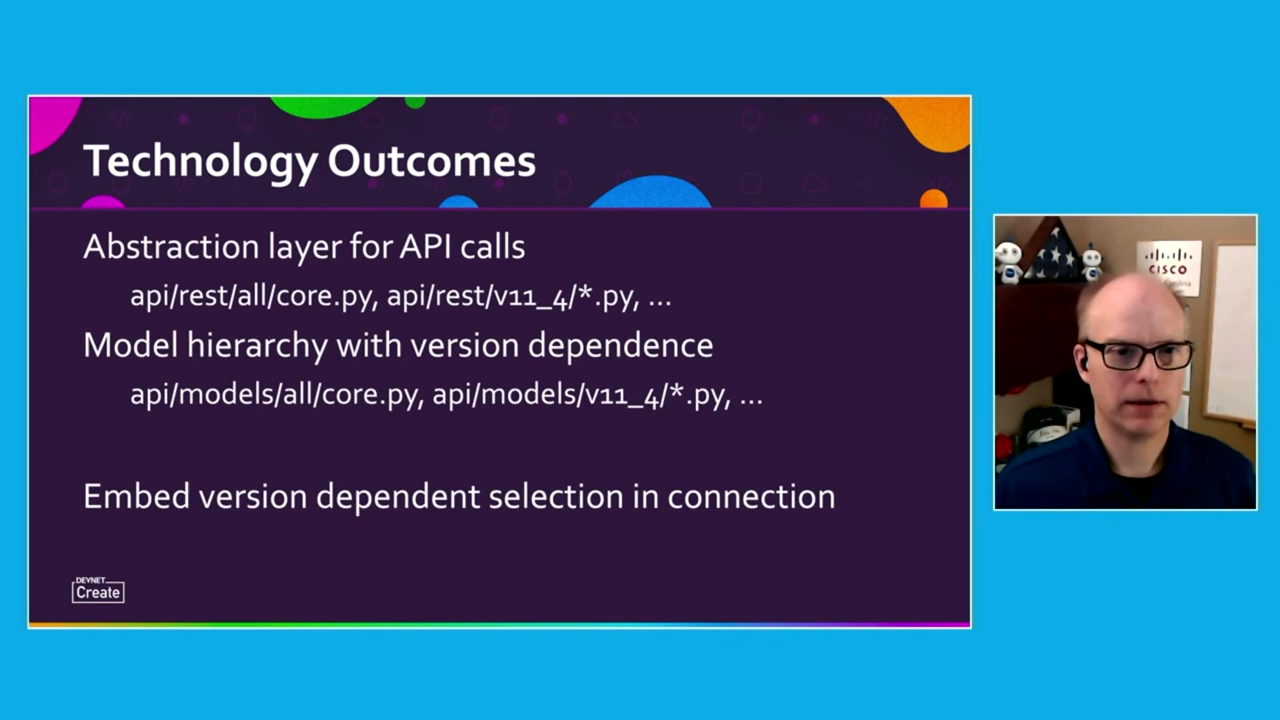 Technology Outcomes
Abstraction layer for API calls
api/rest/all/core.py, api/rest/v11_4/*.py, ...
Model hierarchy with version dependence
api/models/all/core.py, api/models/v11_4/*.py, ...
Embed version dependent selection in connection
DEVNET
Create
CISCO